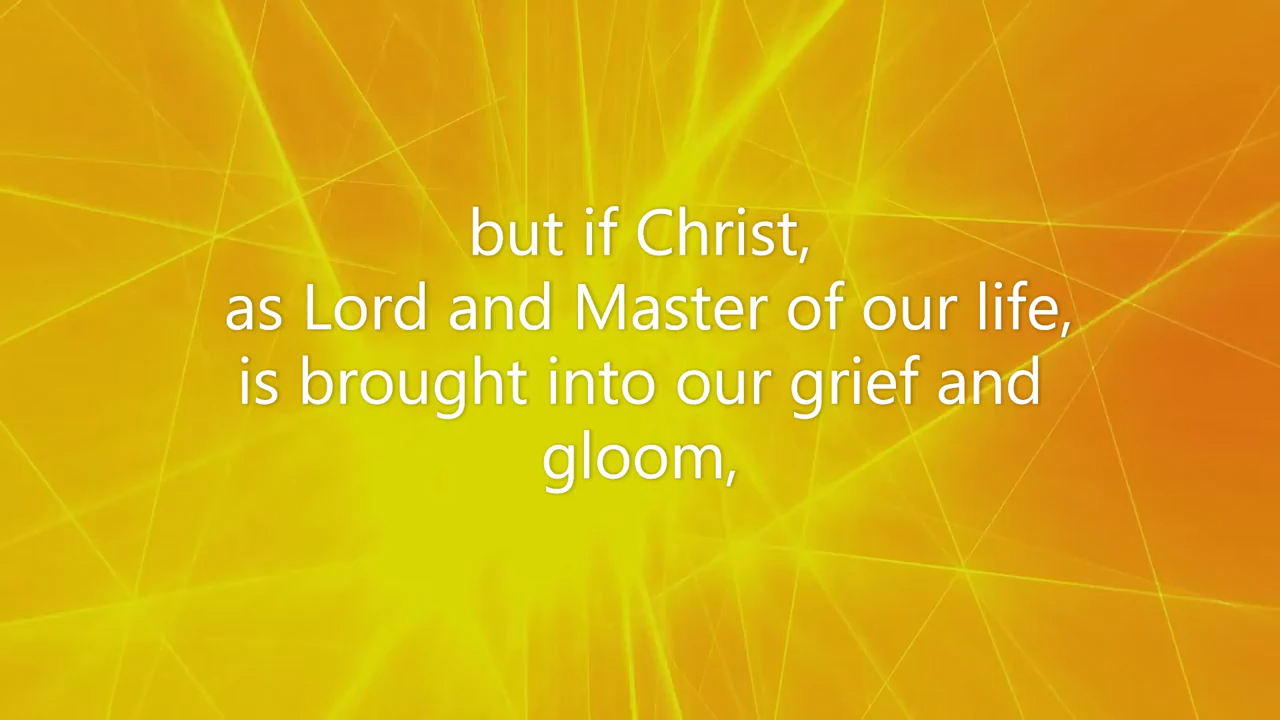 but if Christ,
as Lord and Master of our life,
is brought into our grief and
gloom,